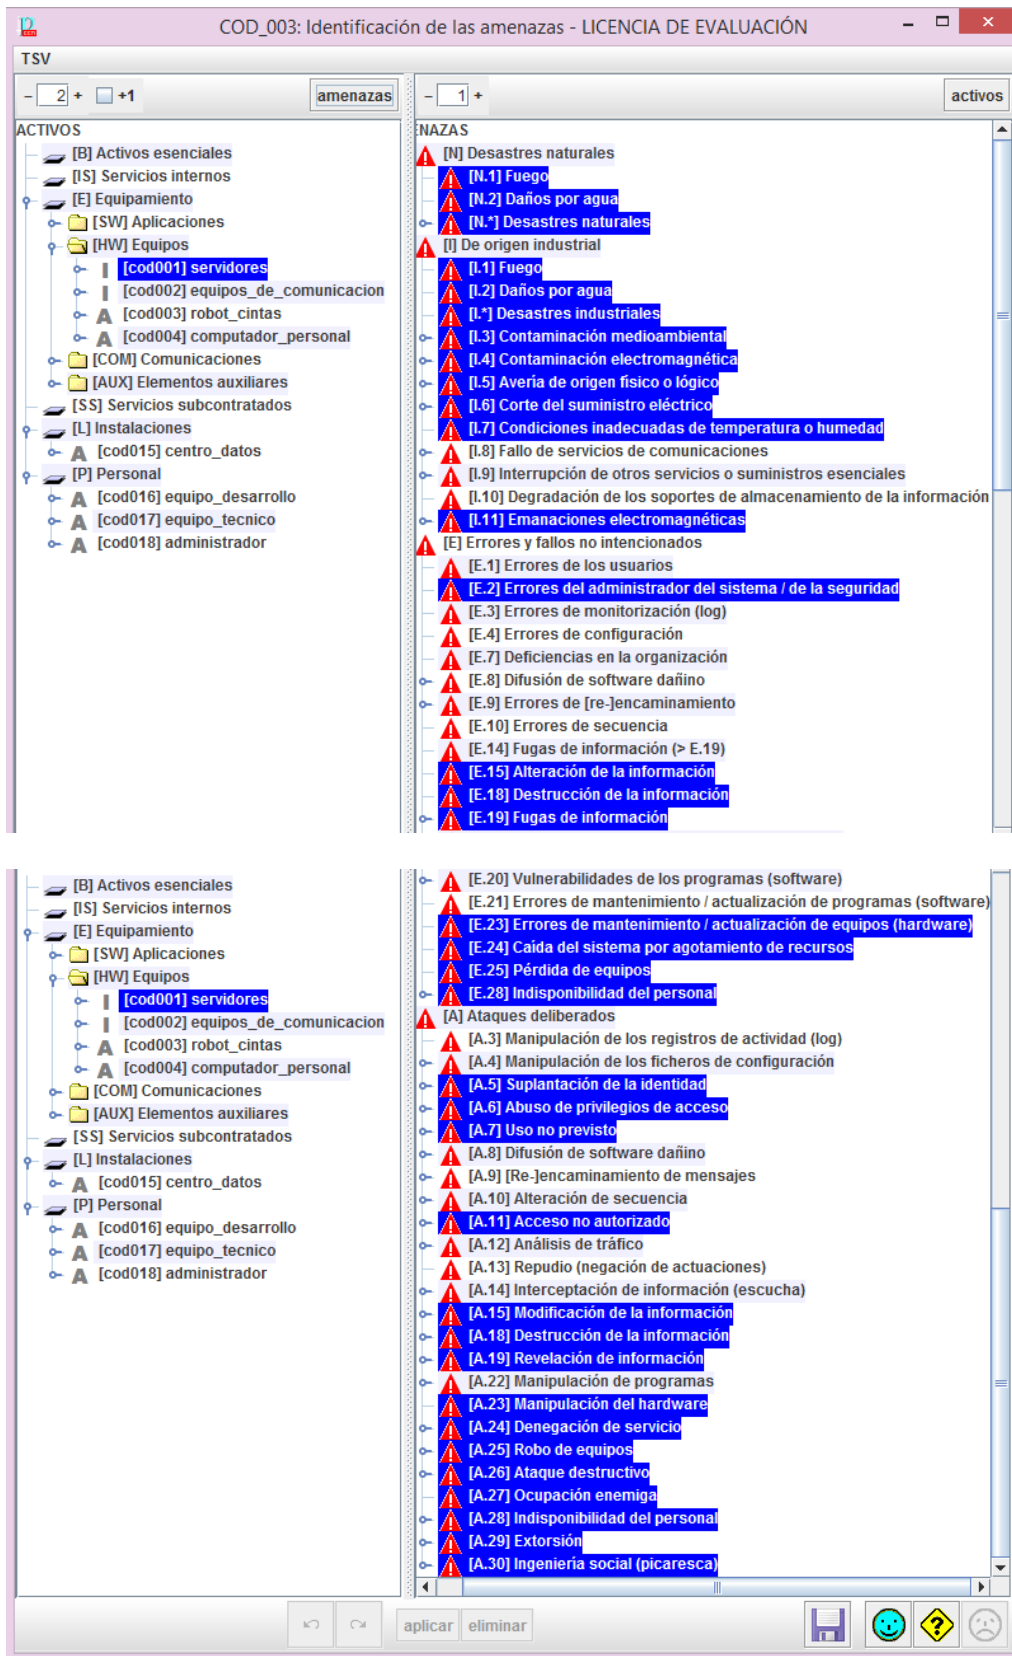 COD_003: Identificación de las amenazas - LICENCIA DE EVALUACIÓN
TSV
- 2 + +1 amenazas
- 1 + activos
ACTIVOS
[B] Activos esenciales
[IS] Servicios internos
[E] Equipamiento
[SW] Aplicaciones
[HW] Equipos
[cod001] servidores
[cod002] equipos_de_comunicacion
[cod003] robot_cintas
[cod004] computador_personal
[COM] Comunicaciones
[AUX] Elementos auxiliares
[SS] Servicios subcontratados
[L] Instalaciones
[cod015] centro_datos
[P] Personal
[cod016] equipo_desarrollo
[cod017] equipo_tecnico
[cod018] administrador
ENAZAS
[N] Desastres naturales
[N.1] Fuego
[N.2] Daños por agua
[N.*] Desastres naturales
[I] De origen industrial
[I.1] Fuego
[I.2] Daños por agua
[I.*] Desastres industriales
[I.3] Contaminación medioambiental
[I.4] Contaminación electromagnética
[I.5] Avería de origen físico o lógico
[I.6] Corte del suministro eléctrico
[I.7] Condiciones inadecuadas de temperatura o humedad
[I.8] Fallo de servicios de comunicaciones
[I.9] Interrupción de otros servicios o suministros esenciales
[I.10] Degradación de los soportes de almacenamiento de la información
[I.11] Emanaciones electromagnéticas
[E] Errores y fallos no intencionados
[E.1] Errores de los usuarios
[E.2] Errores del administrador del sistema / de la seguridad
[E.3] Errores de monitorización (log)
[E.4] Errores de configuración
[E.7] Deficiencias en la organización
[E.8] Difusión de software dañino
[E.9] Errores de [re-]encaminamiento
[E.10] Errores de secuencia
[E.14] Fugas de información (> E.19)
[E.15] Alteración de la información
[E.18] Destrucción de la información
[E.19] Fugas de información
[B] Activos esenciales
[IS] Servicios internos
[E] Equipamiento
[SW] Aplicaciones
[HW] Equipos
[cod001] servidores
[cod002] equipos_de_comunicacion
[cod003] robot_cintas
[cod004] computador_personal
[COM] Comunicaciones
[AUX] Elementos auxiliares
[SS] Servicios subcontratados
[L] Instalaciones
[cod015] centro_datos
[P] Personal
[cod016] equipo_desarrollo
[cod017] equipo_tecnico
[cod018] administrador
[E.20] Vulnerabilidades de los programas (software)
[E.21] Errores de mantenimiento / actualización de programas (software)
[E.23] Errores de mantenimiento / actualización de equipos (hardware)
[E.24] Caída del sistema por agotamiento de recursos
[E.25] Pérdida de equipos
[E.28] Indisponibilidad del personal
[A] Ataques deliberados
[A.3] Manipulación de los registros de actividad (log)
[A.4] Manipulación de los ficheros de configuración
[A.5] Suplantación de la identidad
[A.6] Abuso de privilegios de acceso
[A.7] Uso no previsto
[A.8] Difusión de software dañino
[A.9] [Re-]encaminamiento de mensajes
[A.10] Alteración de secuencia
[A.11] Acceso no autorizado
[A.12] Análisis de tráfico
[A.13] Repudio (negación de actuaciones)
[A.14] Interceptación de información (escucha)
[A.15] Modificación de la información
[A.18] Destrucción de la información
[A.19] Revelación de información
[A.22] Manipulación de programas
[A.23] Manipulación del hardware
[A.24] Denegación de servicio
[A.25] Robo de equipos
[A.26] Ataque destructivo
[A.27] Ocupación enemiga
[A.28] Indisponibilidad del personal
[A.29] Extorsión
[A.30] Ingeniería social (picaresca)
aplicar eliminar